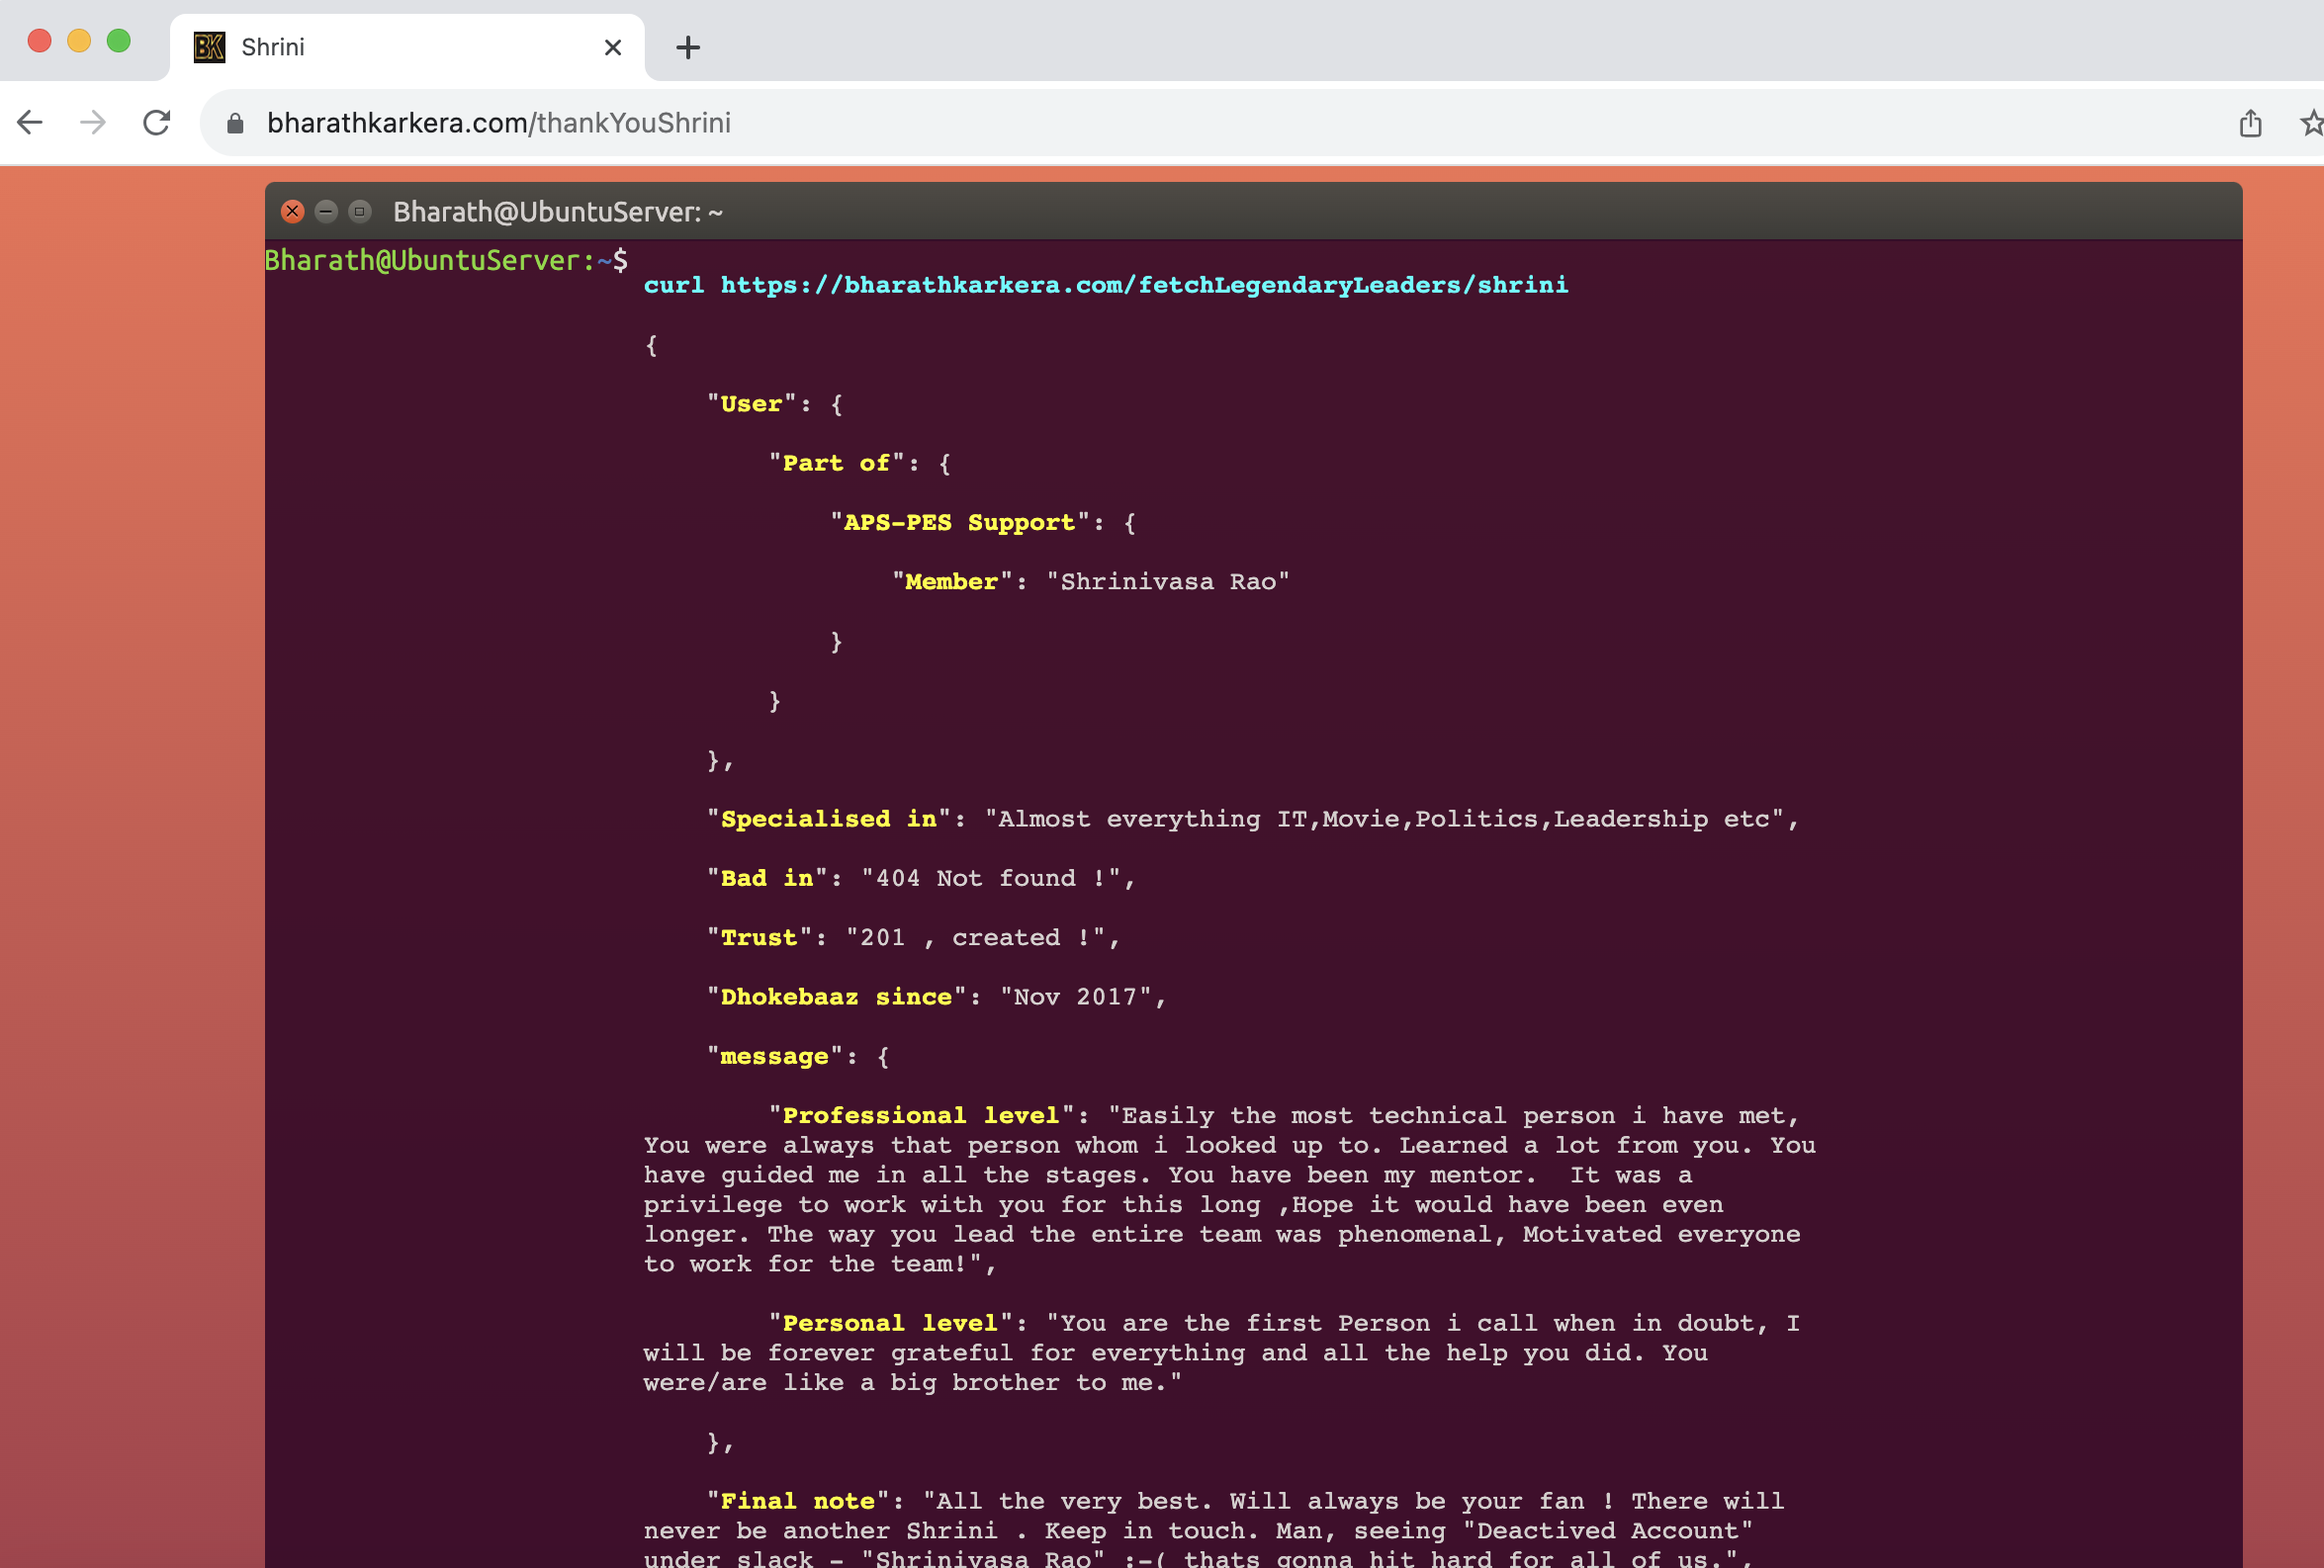 BK Shrini
bharathkarkera.com/thankYouShrini
Bharath@UbuntuServer: ~
Bharath@UbuntuServer:~$
curl https://bharathkarkera.com/fetchLegendaryLeaders/shrini
{
"User": {
"Part of": {
"APS-PES Support": {
"Member": "Shrinivasa Rao"
}
}
},
"Specialised in": "Almost everything IT,Movie,Politics,Leadership etc",
"Bad in": "404 Not found !",
"Trust": "201 , created !",
"Dhokebaaz since": "Nov 2017",
"message": {
"Professional level": "Easily the most technical person i have met,
You were always that person whom i looked up to. Learned a lot from you. You
have guided me in all the stages. You have been my mentor.  It was a
privilege to work with you for this long ,Hope it would have been even
longer. The way you lead the entire team was phenomenal, Motivated everyone
to work for the team!",
"Personal level": "You are the first Person i call when in doubt, I
will be forever grateful for everything and all the help you did. You
were/are like a big brother to me."
},
"Final note": "All the very best. Will always be your fan ! There will
never be another Shrini . Keep in touch. Man, seeing "Deactived Account"
under slack - "Shrinivasa Rao" :-( thats gonna hit hard for all of us.",